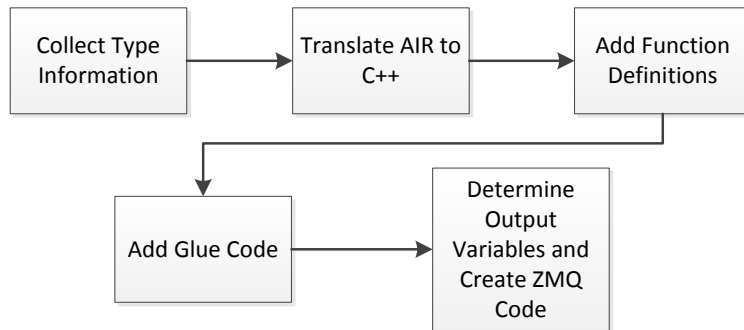 Collect Type
Information
Translate AIR to
C++
Add Function
Definitions
Add Glue Code
Determine
Output
Variables and
Create ZMQ
Code